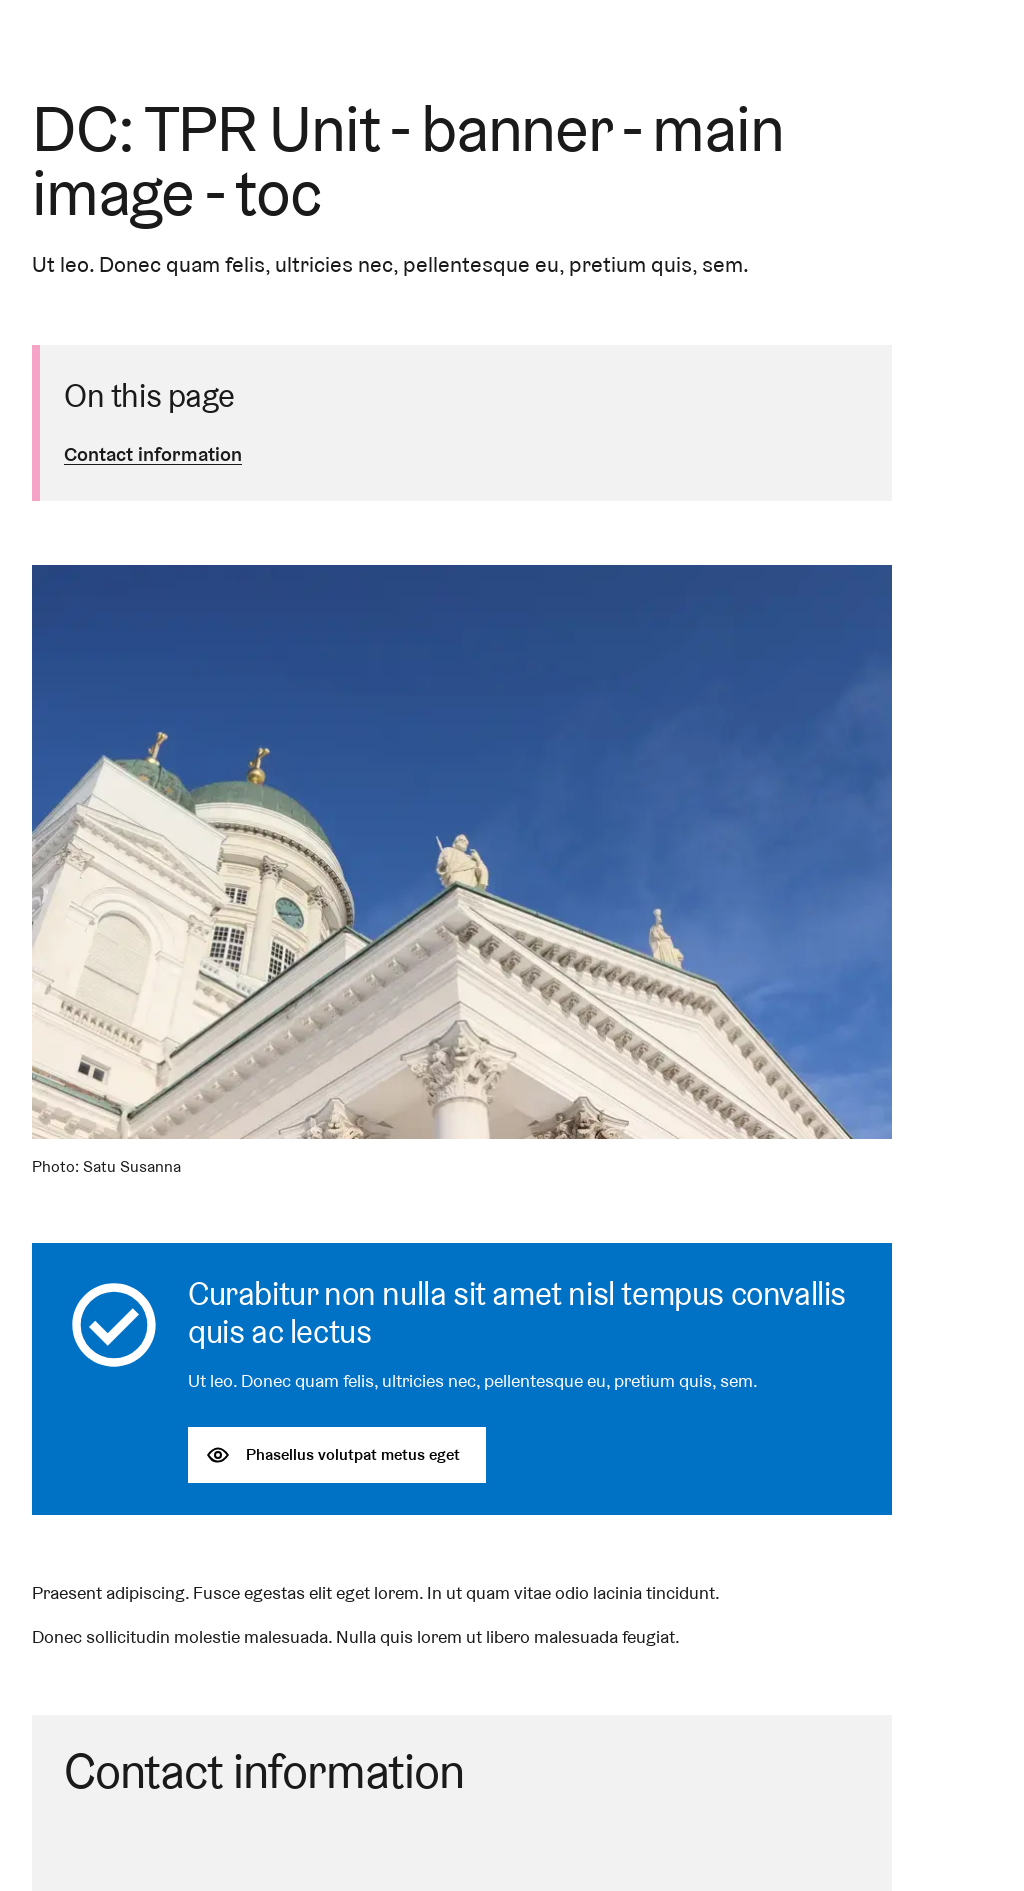 DC: TPR Unit - banner - main
image - toc
Ut leo. Donec quam felis, ultricies nec, pellentesque eu, pretium quis, sem.
On this page
Contact information
Photo: Satu Susanna
Curabitur non nulla sit amet nisl tempus convallis
quis ac lectus
Ut leo. Donec quam felis, ultricies nec, pellentesque eu, pretium quis, sem.
Phasellus volutpat metus eget
Praesent adipiscing. Fusce egestas elit eget lorem. In ut quam vitae odio lacinia tincidunt.
Donec sollicitudin molestie malesuada. Nulla quis lorem ut libero malesuada feugiat.
Contact information